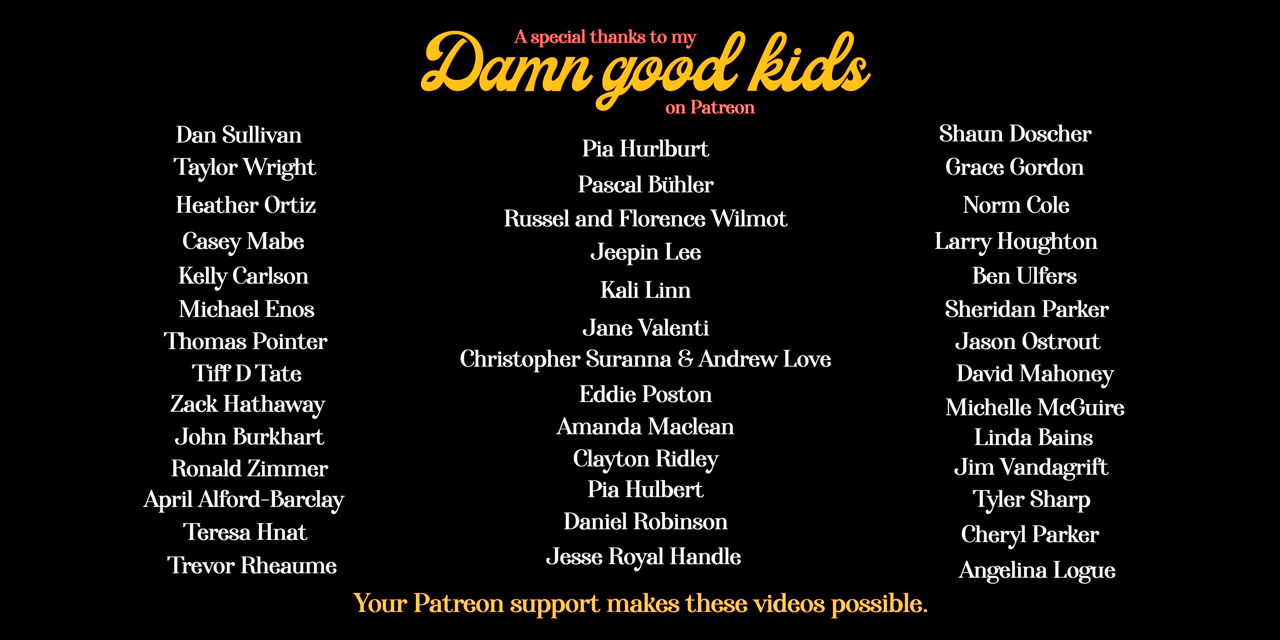 A special thanks to my
Damn good kids
on Patreon
Dan Sullivan
Taylor Wright
Heather Ortiz
Casey Mabe
Kelly Carlson
Michael Enos
Thomas Pointer
Tiff D Tate
Zack Hathaway
John Burkhart
Ronald Zimmer
April Alford-Barclay
Teresa Hnat
Trevor Rheaume
Pia Hurlburt
Pascal Bühler
Russel and Florence Wilmot
Jeepin Lee
Kali Linn
Jane Valenti
Christopher Suranna & Andrew Love
Eddie Poston
Amanda Maclean
Clayton Ridley
Pia Hulbert
Daniel Robinson
Jesse Royal Handle
Shaun Doscher
Grace Gordon
Norm Cole
Larry Houghton
Ben Ulfers
Sheridan Parker
Jason Ostrout
David Mahoney
Michelle McGuire
Linda Bains
Jim Vandagrift
Tyler Sharp
Cheryl Parker
Angelina Logue
Your Patreon support makes these videos possible.